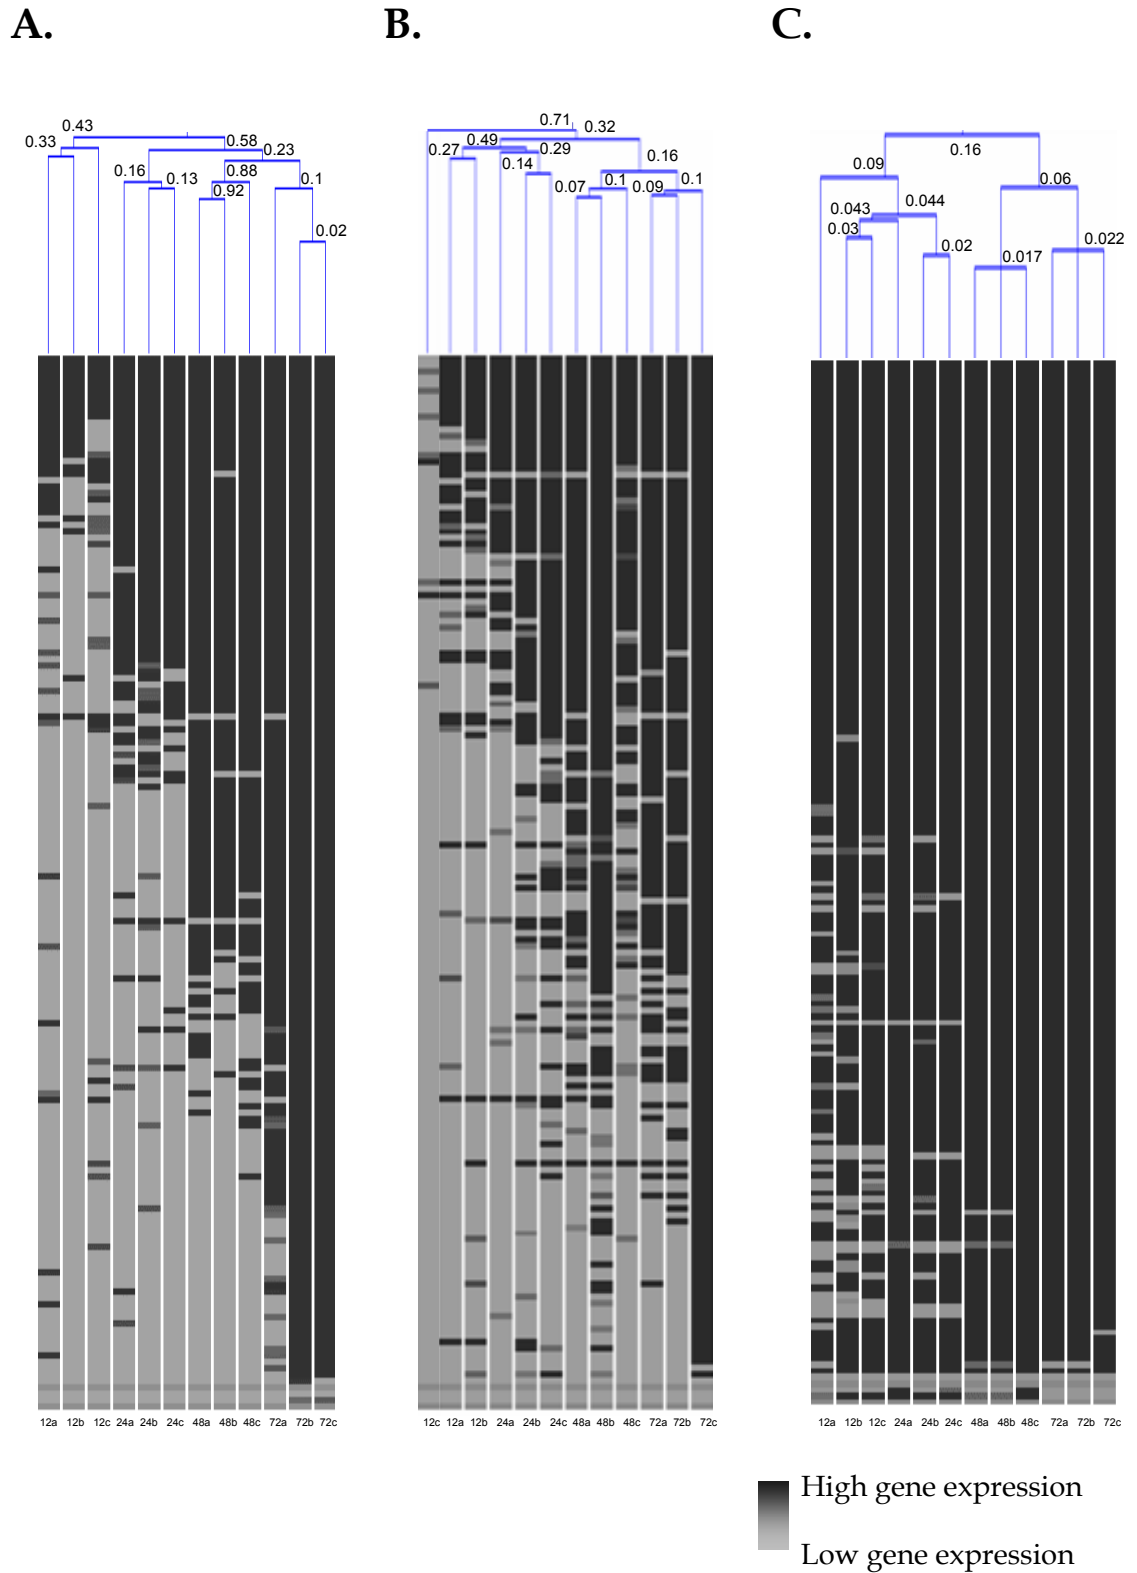 A. B. C.
0.43 0.33 0.58 0.23 0.16 0.13 0.88 0.92 0.1 0.02
0.71 0.32 0.49 0.27 0.29 0.14 0.16 0.07 0.1 0.09 0.1
0.16 0.09 0.06 0.044 0.043 0.03 0.02 0.022 0.017
12a 12b 12c 24a 24b 24c 48a 48b 48c 72a 72b 72c
12c 12a 12b 24a 24b 24c 48a 48b 48c 72a 72b 72c
12a 12b 12c 24a 24b 24c 48a 48b 48c 72a 72b 72c
High gene expression
Low gene expression